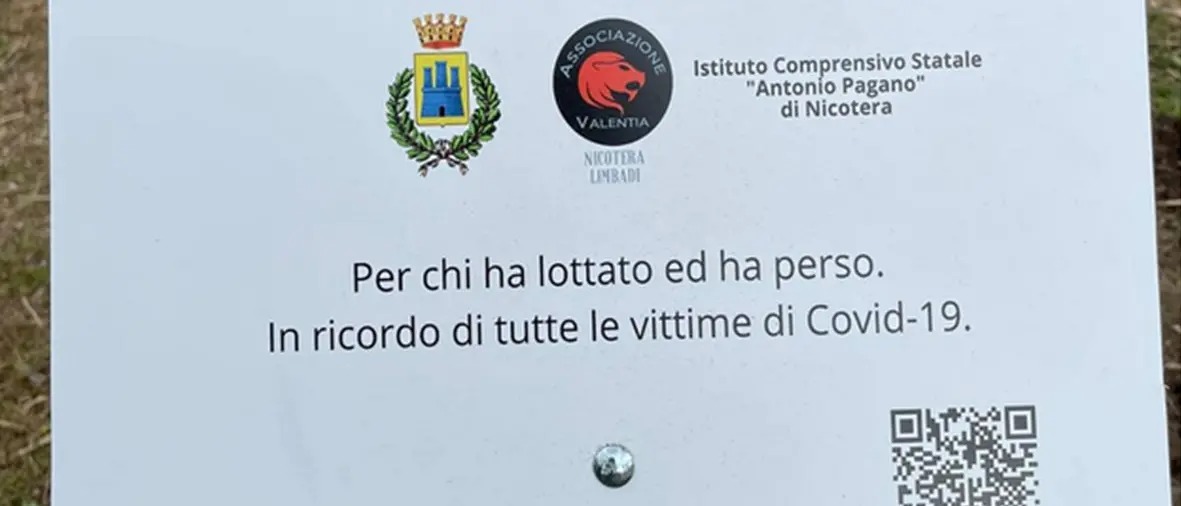 ASSOCIAZIONE
VALENTIA
NICOTERA
LIMBADI
Istituto Comprensivo Statale
"Antonio Pagano"
di Nicotera
Per chi ha lottato ed ha perso.
In ricordo di tutte le vittime di Covid-19.